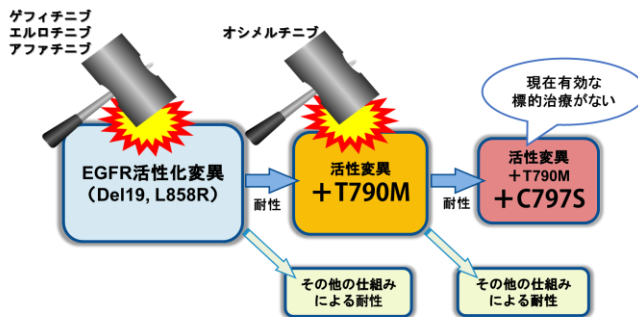 ゲフィチニブ
エルロチニブ
アファチニブ
オシメルチニブ
現在有効な
標的治療がない
EGFR活性化変異
（Del19, L858R）
耐性
活性変異
＋T790M
耐性
活性変異
＋T790M
＋C797S
その他の仕組み
による耐性
その他の仕組み
による耐性